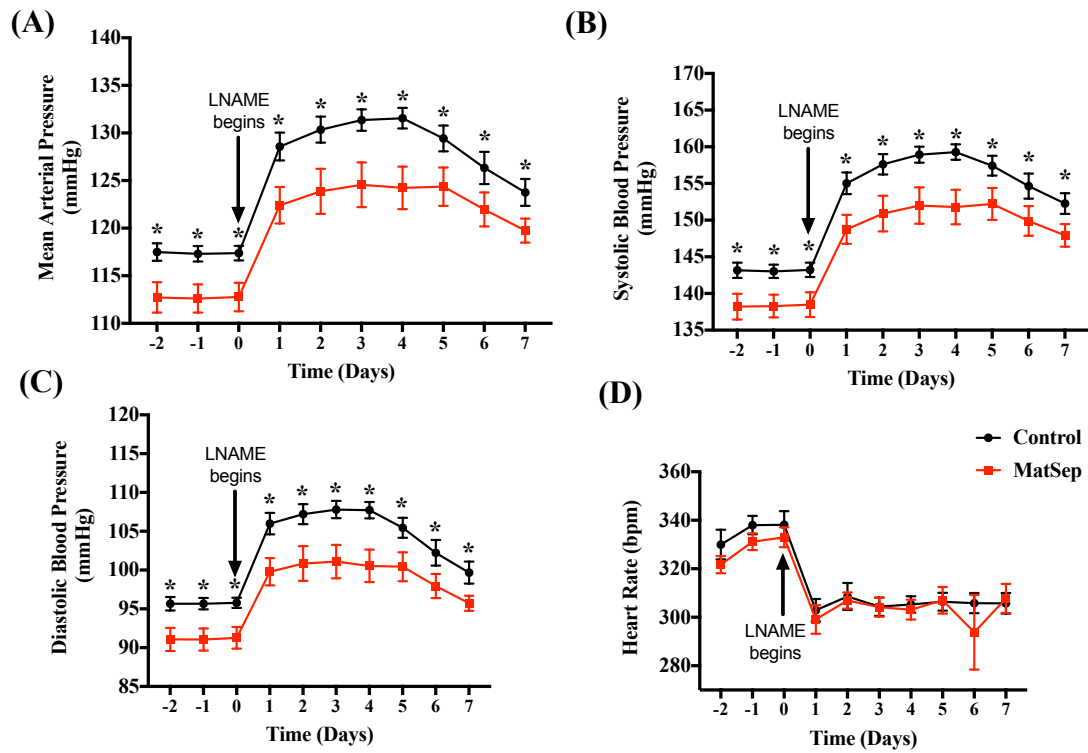 (A)
Mean Arterial Pressure
(mmHg)
140
135
130
125
120
115
110
LNAME
begins
* * * * * * * * * *
-2 -1 0 1 2 3 4 5 6 7
Time (Days)
(B)
Systolic Blood Pressure
(mmHg)
170
165
160
155
150
145
140
135
LNAME
begins
* * * * * * * * * *
-2 -1 0 1 2 3 4 5 6 7
Time (Days)
(C)
Diastolic Blood Pressure
(mmHg)
120
115
110
105
100
95
90
85
LNAME
begins
* * * * * * * * * *
-2 -1 0 1 2 3 4 5 6 7
Time (Days)
(D)
Control
MatSep
Heart Rate (bpm)
360
340
320
300
280
LNAME
begins
-2 -1 0 1 2 3 4 5 6 7
Time (Days)